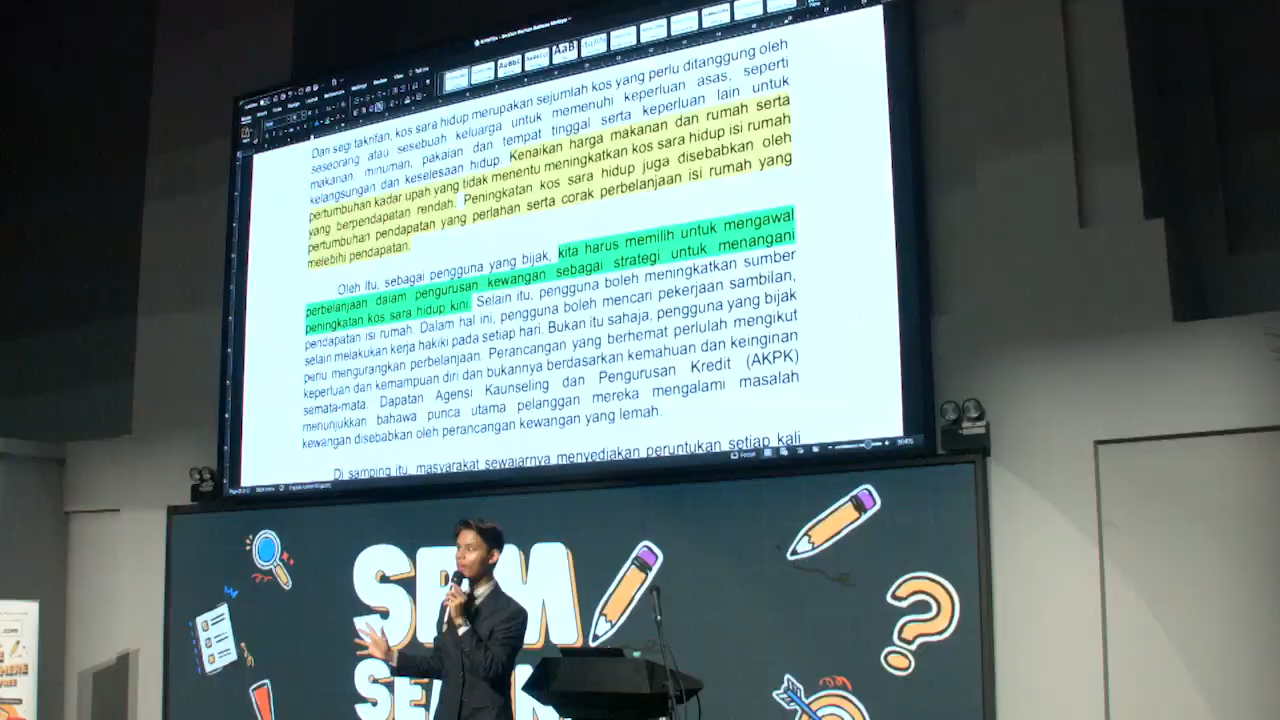 AaBbC
AaB
Dari segi takrifan, kos sara hidup merupakan sejumlah kos yang perlu ditanggung oleh
seseorang atau sesebuah keluarga untuk memenuhi keperluan asas, seperti
makanan, minuman, pakaian dan tempat tinggal serta keperluan lain untuk
kelangsungan dan keselesaan hidup. Kenaikan harga makanan dan rumah serta
pertumbuhan kadar upah yang tidak menentu meningkatkan kos sara hidup isi rumah
yang berpendapatan rendah. Peningkatan kos sara hidup juga disebabkan oleh
pertumbuhan pendapatan yang perlahan serta corak perbelanjaan isi rumah yang
melebihi pendapatan.
Oleh itu, sebagai pengguna yang bijak, kita harus memilih untuk mengawal
perbelanjaan dalam pengurusan kewangan sebagai strategi untuk menangani
peningkatan kos sara hidup kini. Selain itu, pengguna boleh meningkatkan sumber
pendapatan isi rumah. Dalam hal ini, pengguna boleh mencari pekerjaan sambilan,
selain melakukan kerja hakiki pada setiap hari. Bukan itu sahaja, pengguna yang bijak
perlu mengurangkan perbelanjaan. Perancangan yang berhemat perlulah mengikut
keperluan dan kemampuan diri dan bukannya berdasarkan kemahuan dan keinginan
semata-mata. Dapatan Agensi Kaunseling dan Pengurusan Kredit (AKPK)
menunjukkan bahawa punca utama pelanggan mereka mengalami masalah
kewangan disebabkan oleh perancangan kewangan yang lemah.
Di samping itu, masyarakat sewajarnya menyediakan peruntukan setiap kali
Focus
SPM
.com